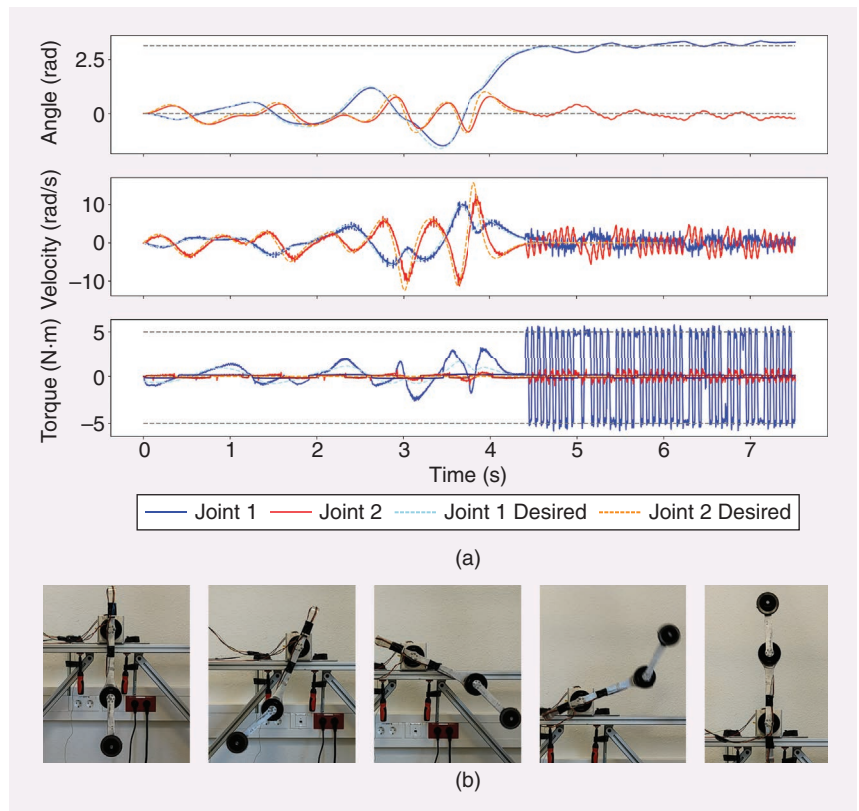 Angle (rad)
2.5
0
Velocity (rad/s)
10
0
−10
Torque (N·m)
5
0
−5
0 1 2 3 4 5 6 7
Time (s)
Joint 1 Joint 2 Joint 1 Desired Joint 2 Desired
(a)
(b)